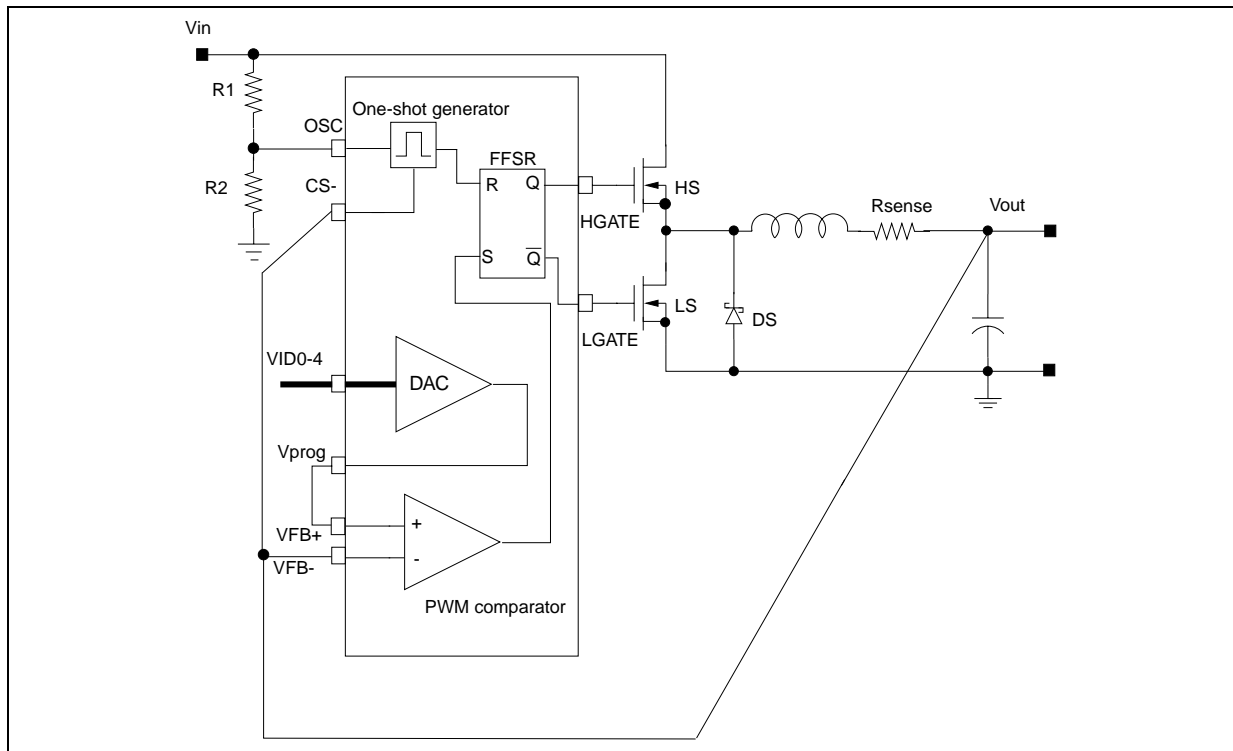 Vin
R1
One-shot generator
OSC
FFSR
R2
CS-
R
Q
HS
Rsense
Vout
HGATE
S
Q
LS
DS
LGATE
VID0-4
DAC
Vprog
+
VFB+
-
VFB-
PWM comparator